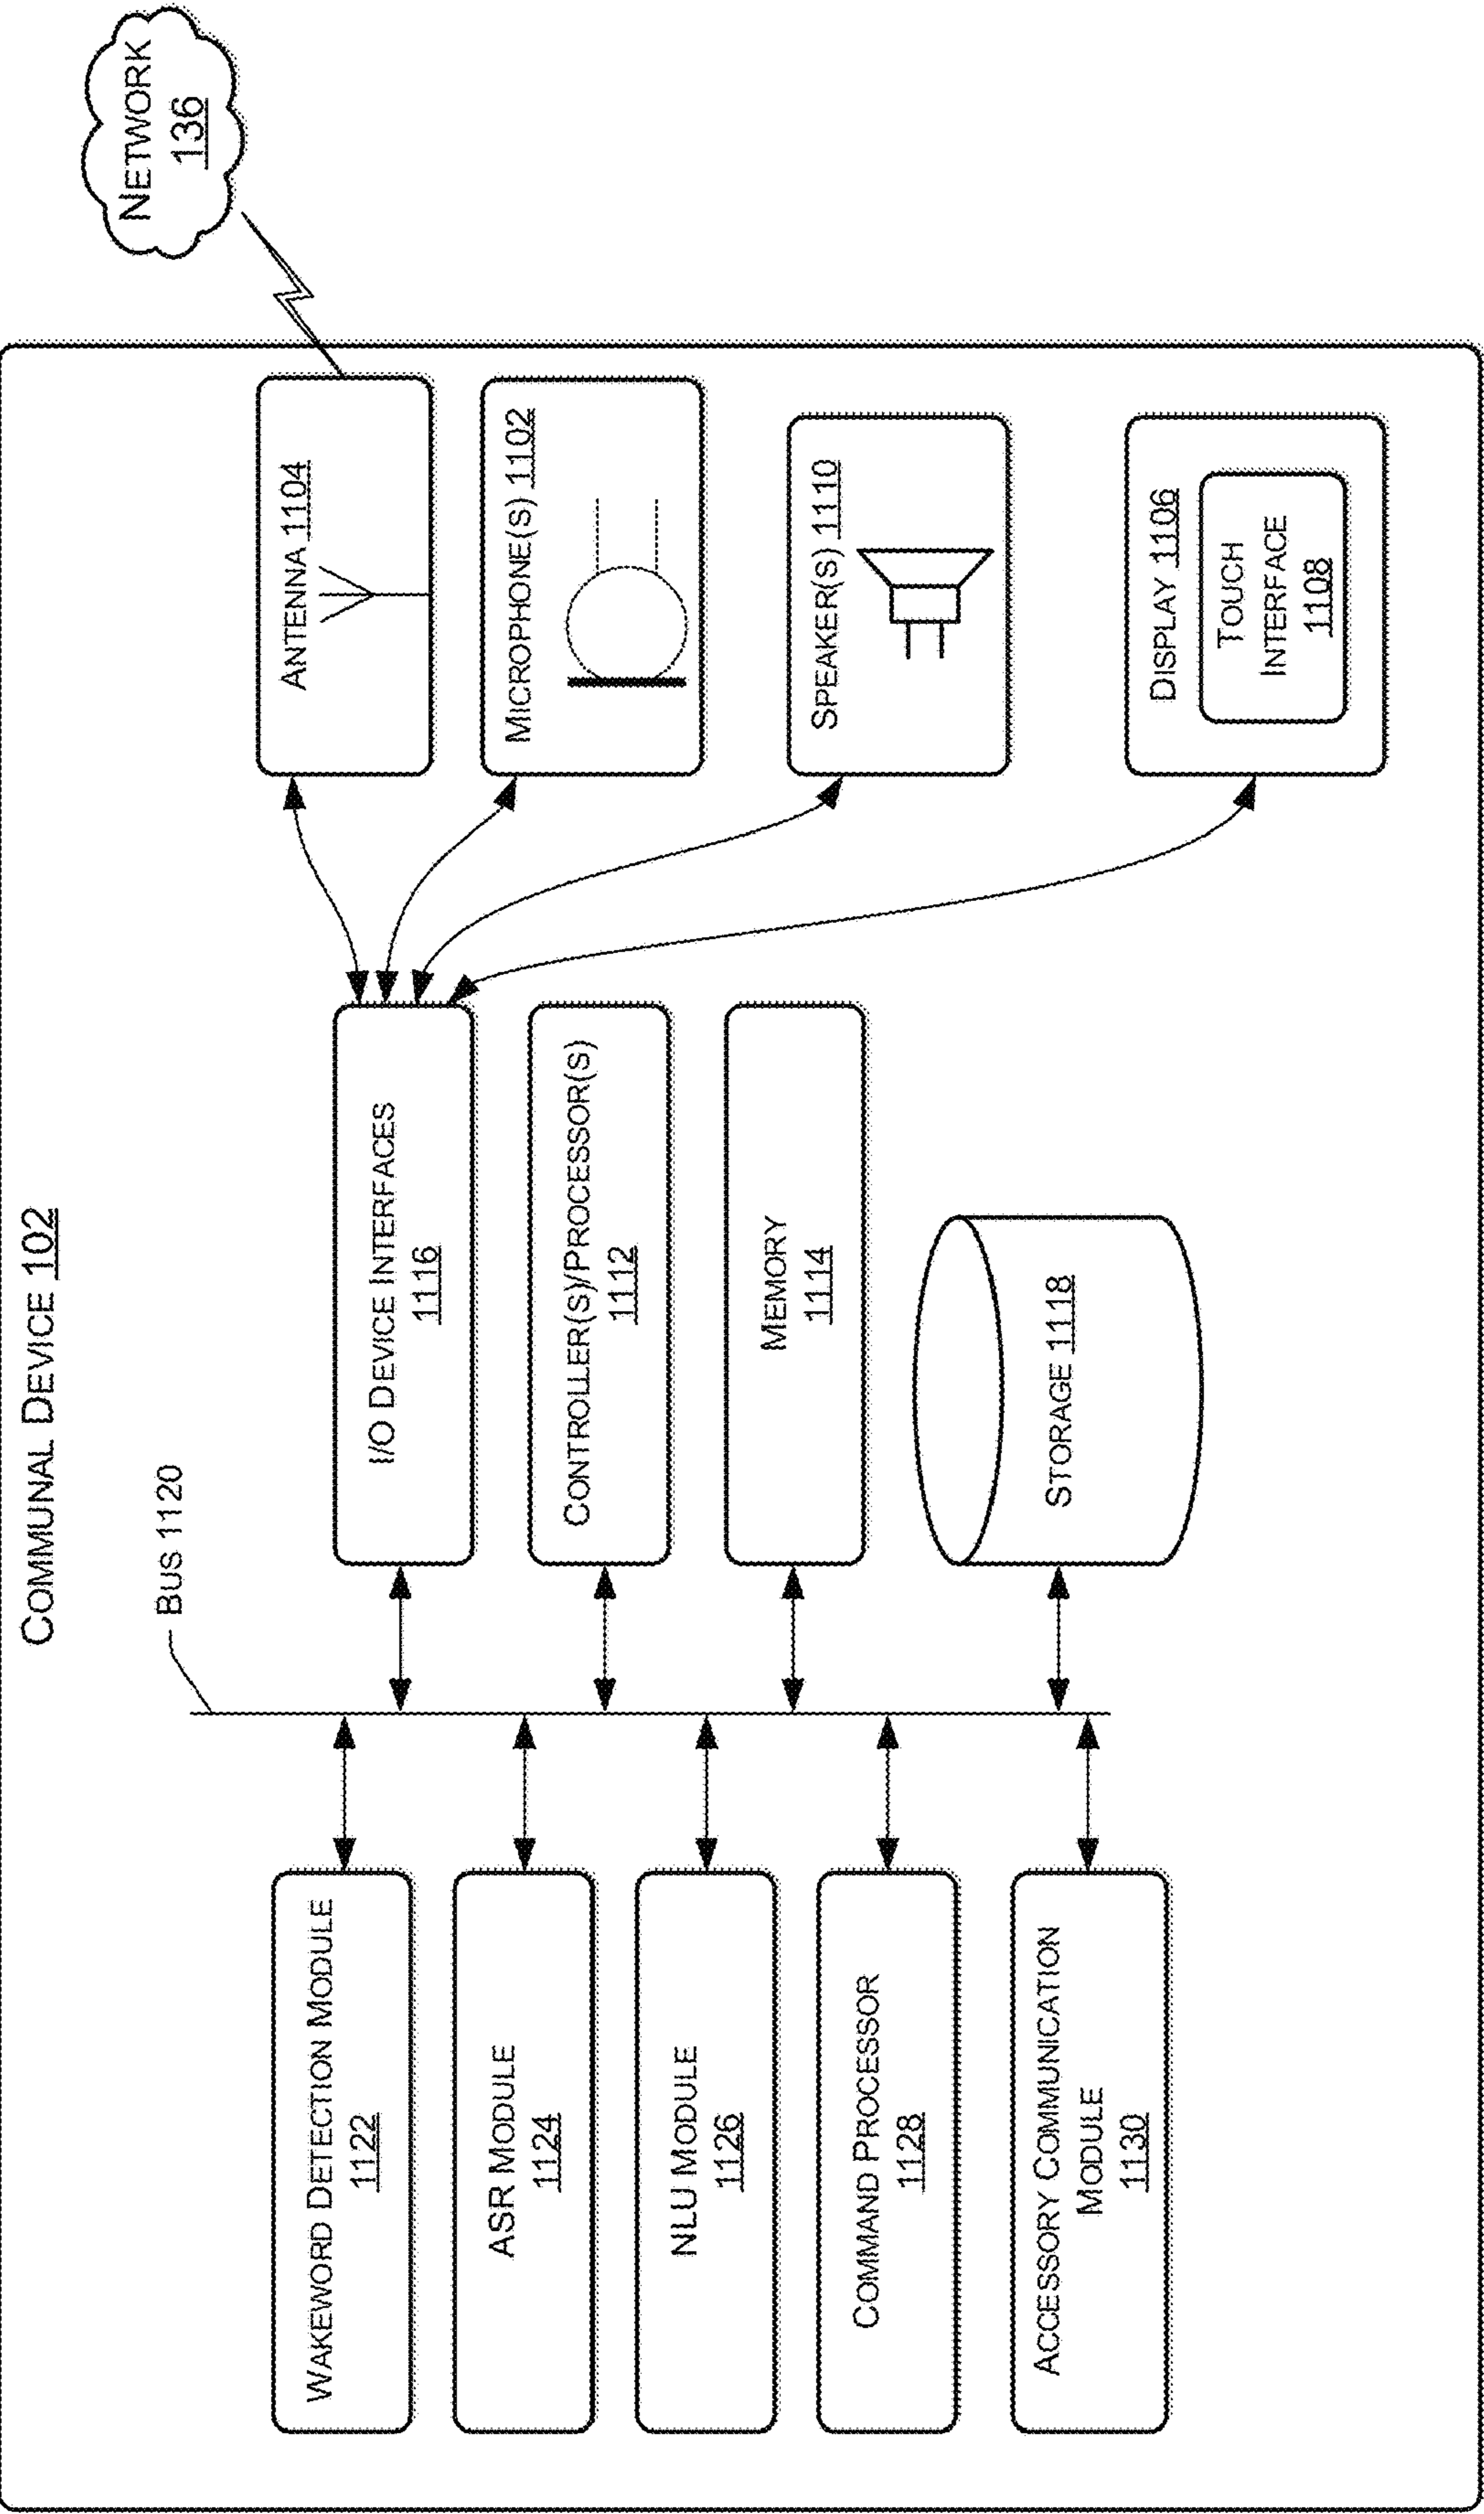 COMMUNAL DEVICE 102
BUS 1120
WAKEWORD DETECTION MODULE
1122
ASR MODULE
1124
NLU MODULE
1126
COMMAND PROCESSOR
1128
ACCESSORY COMMUNICATION
MODULE
1130
I/O DEVICE INTERFACES
1116
CONTROLLER(S)/PROCESSOR(S)
1112
MEMORY
1114
STORAGE 1118
ANTENNA 1104
MICROPHONE(S) 1102
SPEAKER(S) 1110
DISPLAY 1106
TOUCH
INTERFACE
1108
NETWORK
136